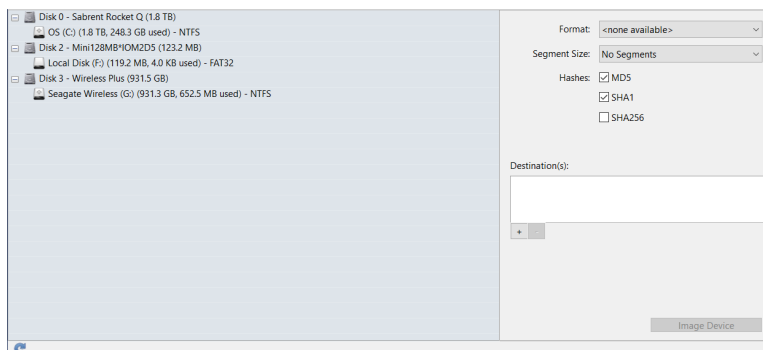 Disk 0 - Sabrent Rocket Q (1.8 TB)
OS (C:) (1.8 TB, 248.3 GB used) - NTFS
Disk 2 - Mini128MB*IOM2D5 (123.2 MB)
Local Disk (F:) (119.2 MB, 4.0 KB used) - FAT32
Disk 3 - Wireless Plus (931.5 GB)
Seagate Wireless (G:) (931.3 GB, 652.5 MB used) - NTFS
Format: <none available>
Segment Size: No Segments
Hashes: MD5
SHA1
SHA256
Destination(s):
+ -
Image Device